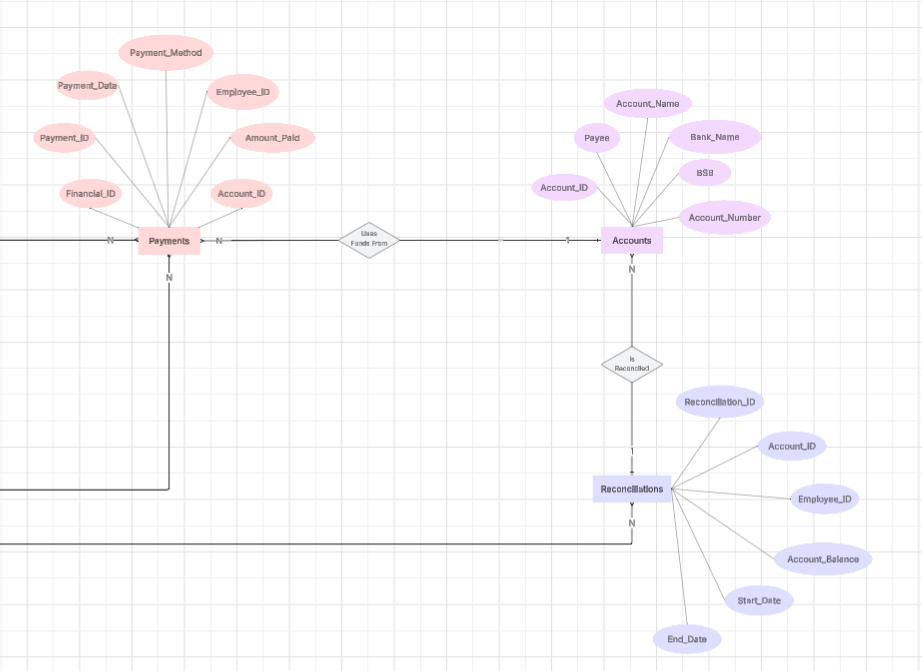 Payment_Method
Payment_Date
Employee_ID
Payment_ID
Amount_Paid
Financial_ID
Account_ID
N
Payments
N
Uses
Funds From
1
N
Account_Name
Payee
Bank_Name
BSB
Account_ID
Account_Number
Accounts
N
Is
Reconciled
1
Reconciliations
N
Reconciliation_ID
Account_ID
Employee_ID
Account_Balance
Start_Date
End_Date